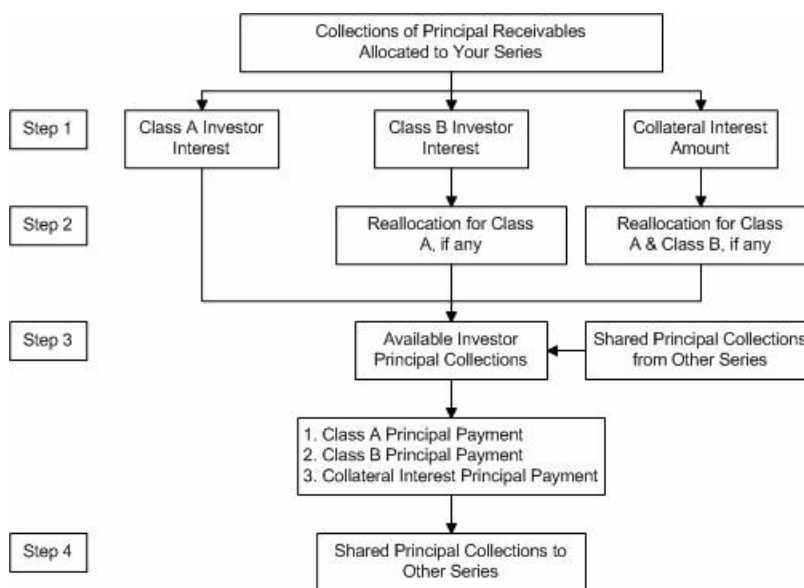 Collections of Principal Receivables
Allocated to Your Series
Step 1
Class A Investor
Interest
Class B Investor
Interest
Collateral Interest
Amount
Step 2
Reallocation for Class
A, if any
Reallocation for Class
A & Class B, if any
Step 3
Available Investor
Principal Collections
Shared Principal Collections
from Other Series
1. Class A Principal Payment
2. Class B Principal Payment
3. Collateral Interest Principal Payment
Step 4
Shared Principal Collections to
Other Series